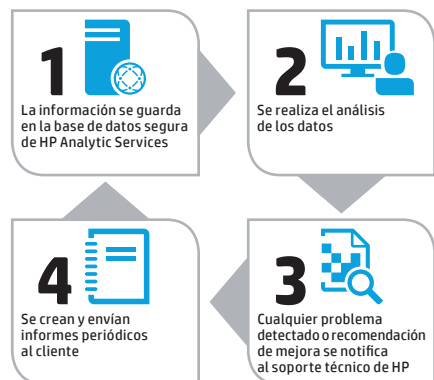 1
La información se guarda
en la base de datos segura
de HP Analytic Services
2
Se realiza el análisis
de los datos
3
Cualquier problema
detectado o recomendación
de mejora se notifica
al soporte técnico de HP
4
Se crean y envían
informes periódicos
al cliente